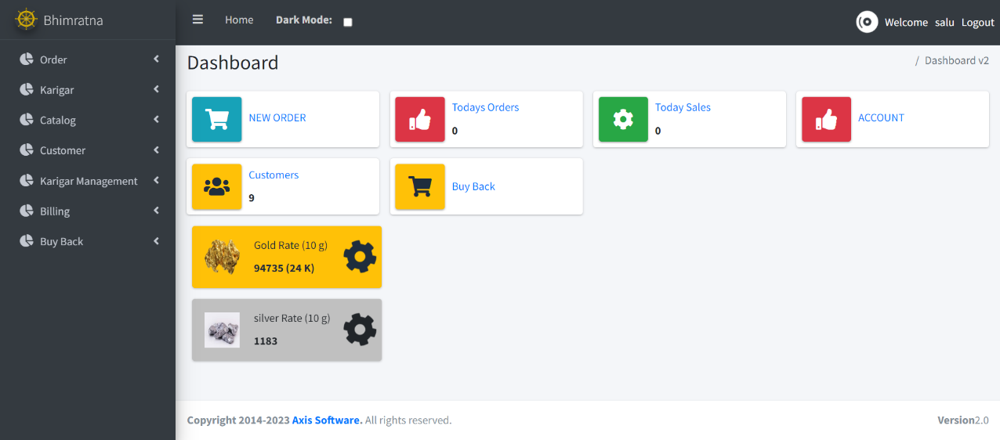 Bhimratna
Home Dark Mode:
Welcome salu Logout
Order
Karigar
Catalog
Customer
Karigar Management
Billing
Buy Back
Dashboard
/ Dashboard v2
NEW ORDER
Todays Orders
0
Today Sales
0
ACCOUNT
Customers
9
Buy Back
Gold Rate (10 g)
94735 (24 K)
silver Rate (10 g)
1183
Copyright 2014-2023 Axis Software. All rights reserved.
Version2.0